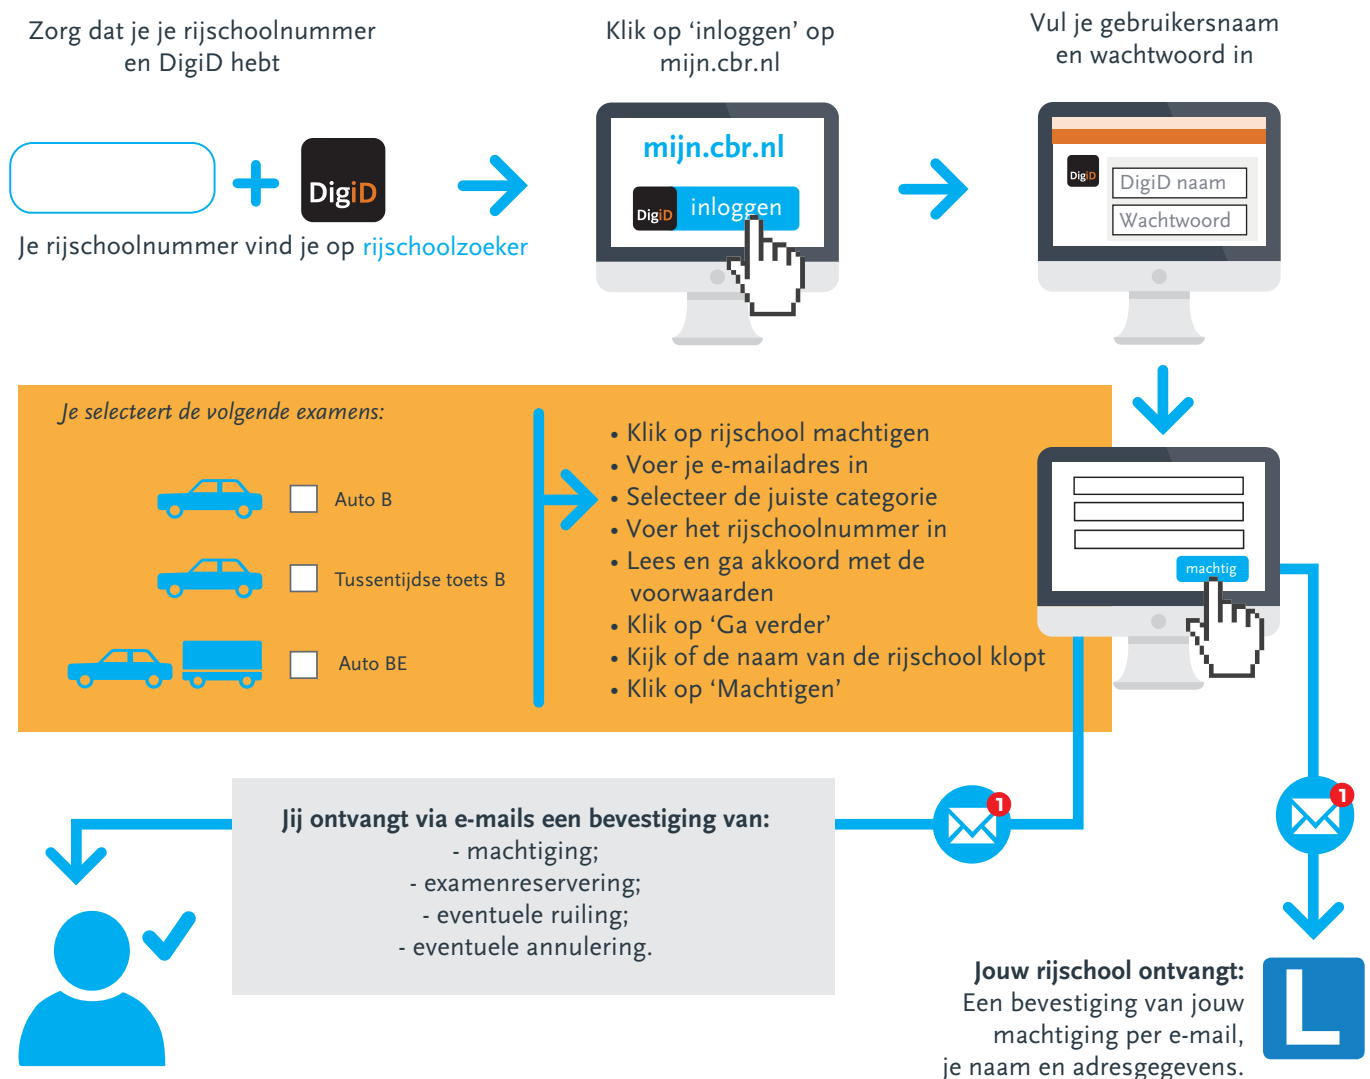 Zorg dat je je rijschoolnummer
en DigiD hebt
DigiD
Je rijschoolnummer vind je op rijschoolzoeker
Klik op ‘inloggen’ op
mijn.cbr.nl
mijn.cbr.nl
DigiD inloggen
Vul je gebruikersnaam
en wachtwoord in
DigiD
DigiD naam
Wachtwoord
Je selecteert de volgende examens:
Auto B
Tussentijdse toets B
Auto BE
• Klik op rijschool machtigen
• Voer je e-mailadres in
• Selecteer de juiste categorie
• Voer het rijschoolnummer in
• Lees en ga akkoord met de
voorwaarden
• Klik op ‘Ga verder’
• Kijk of de naam van de rijschool klopt
• Klik op ‘Machtigen’
machtig
Jij ontvangt via e-mails een bevestiging van:
- machtiging;
- examenreservering;
- eventuele ruiling;
- eventuele annulering.
1
1
Jouw rijschool ontvangt:
Een bevestiging van jouw
machtiging per e-mail,
je naam en adresgegevens.
L